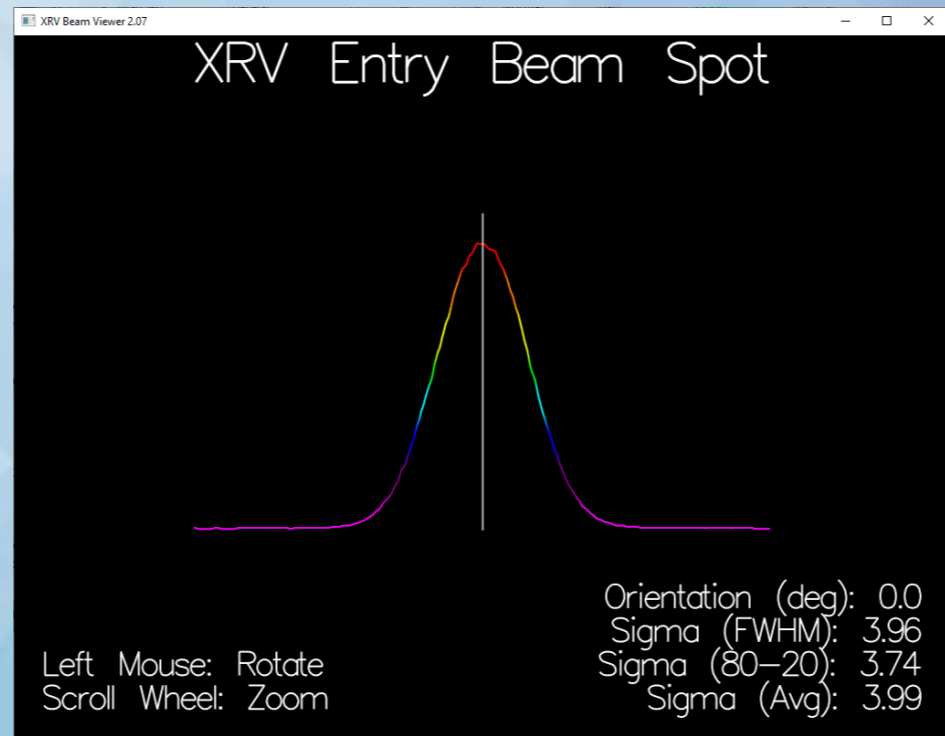 XRV Beam Viewer 2.07
XRV Entry Beam Spot
Orientation (deg): 0.0
Sigma (FWHM): 3.96
Left Mouse: Rotate
Sigma (80-20): 3.74
Scroll Wheel: Zoom
Sigma (Avg): 3.99